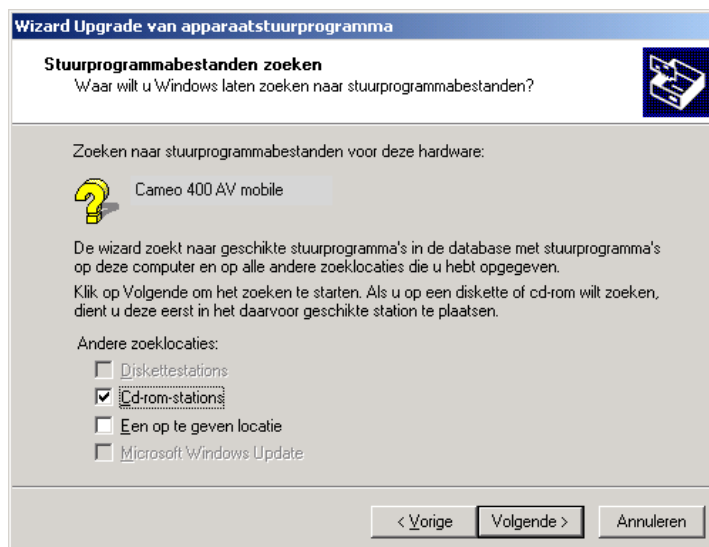 Wizard Upgrade van apparaatstuurprogramma
Stuurprogrammabestanden zoeken
Waar wilt u Windows laten zoeken naar stuurprogrammabestanden?
Zoeken naar stuurprogrammabestanden voor deze hardware:
Cameo 400 AV mobile
De wizard zoekt naar geschikte stuurprogramma's in de database met stuurprogramma's
op deze computer en op alle andere zoeklocaties die u hebt opgegeven.
Klik op Volgende om het zoeken te starten. Als u op een diskette of cd-rom wilt zoeken,
dient u deze eerst in het daarvoor geschikte station te plaatsen.
Andere zoeklocaties:
Diskettestations
Cd-rom-stations
Een op te geven locatie
Microsoft Windows Update
< Vorige
Volgende >
Annuleren